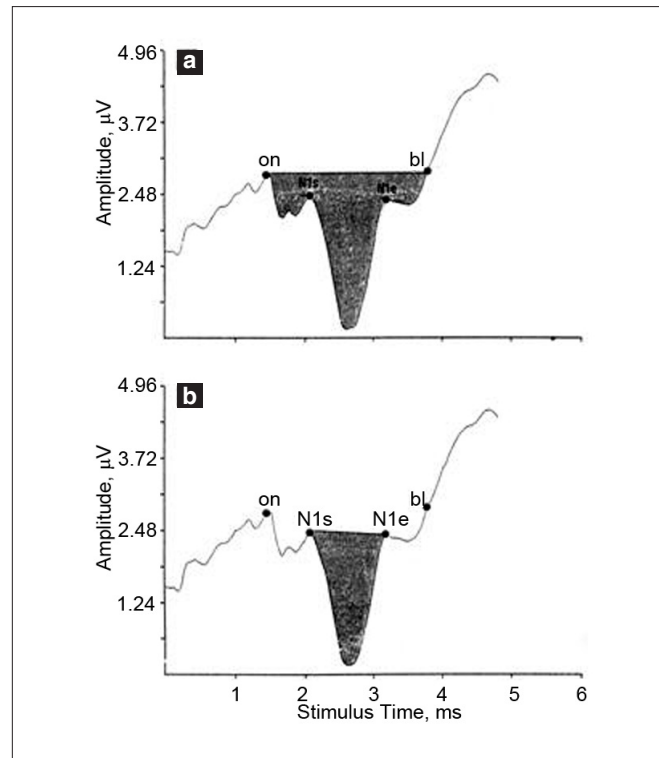 a
4.96
3.72
2.48
1.24
Amplitude, μV
on
N1s
N1e
bl
b
4.96
3.72
2.48
1.24
Amplitude, μV
on
N1s
N1e
bl
1 2 3 4 5 6
Stimulus Time, ms